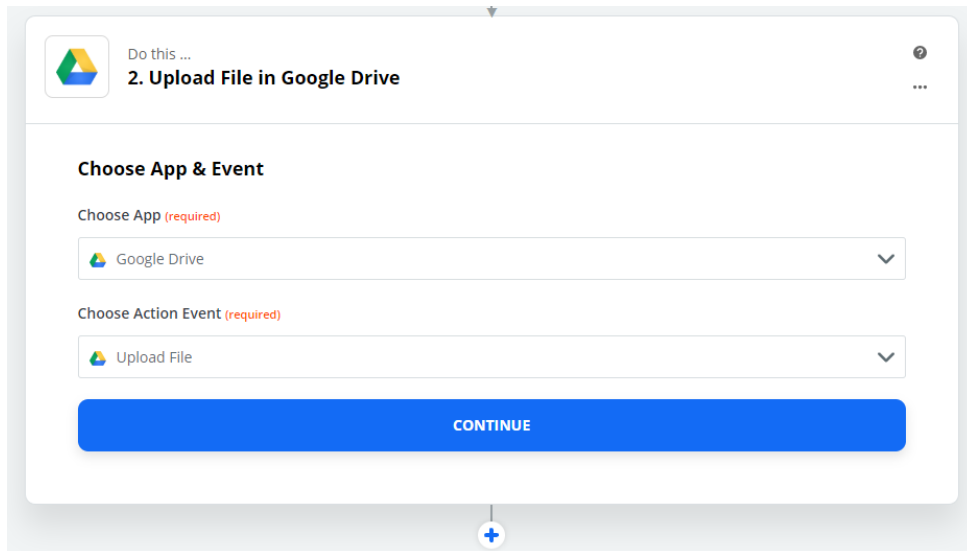 Do this ...
2. Upload File in Google Drive
Choose App & Event
Choose App (required)
Google Drive
Choose Action Event (required)
Upload File
CONTINUE